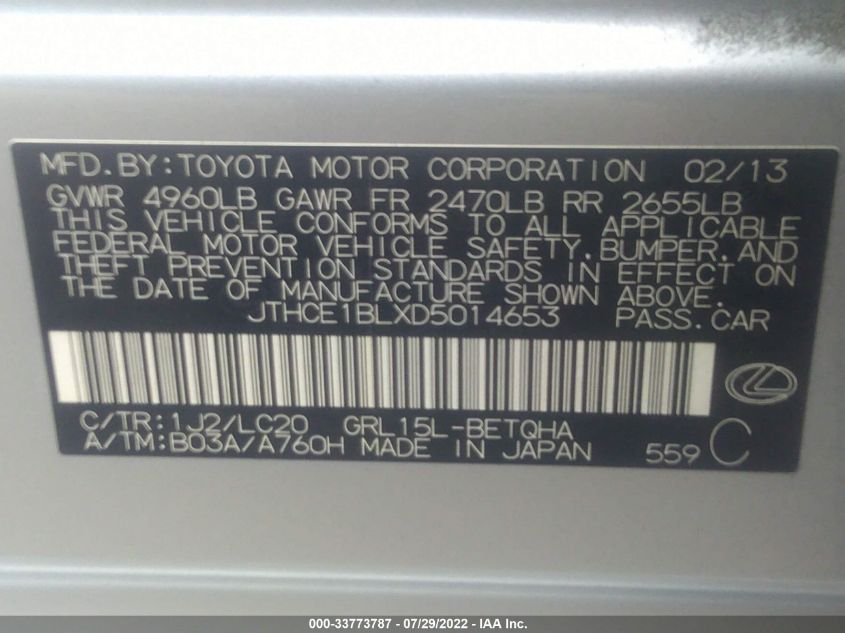 MFD.BY:TOYOTA MOTOR CORPORATION 02/13
GVWR 4960LB GAWR FR 2470LB RR 2655LB
THIS VEHICLE CONFORMS TO ALL APPLICABLE
FEDERAL MOTOR VEHICLE SAFETY.BUMPER.AND
THEFT PREVENTION STANDARDS IN EFFECT ON
THE DATE OF MANUFACTURE SHOWN ABOVE.
JTHCE1BLXD5014653 PASS.CAR
C/TR:1J2/LC20 GRL15L-BETQHA
A/TM:B03A/A760H MADE IN JAPAN 559 C
000-33773787 - 07/29/2022 - IAA Inc.